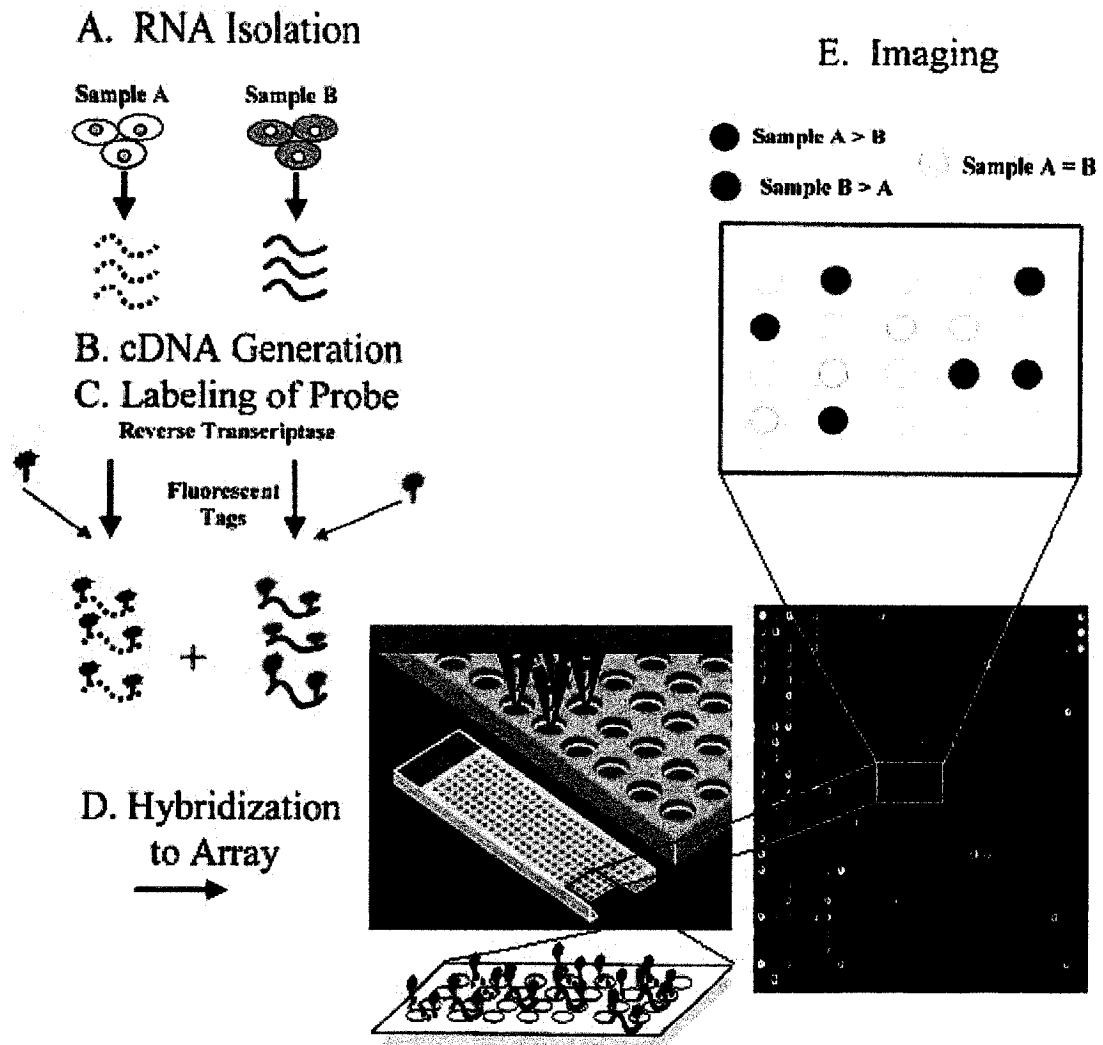 A. RNA Isolation
Sample A
Sample B
B. cDNA Generation
C. Labeling of Probe
Reverse Transcriptase
Fluorescent
Tags
+
D. Hybridization
to Array
E. Imaging
Sample A > B
Sample B > A
Sample A = B